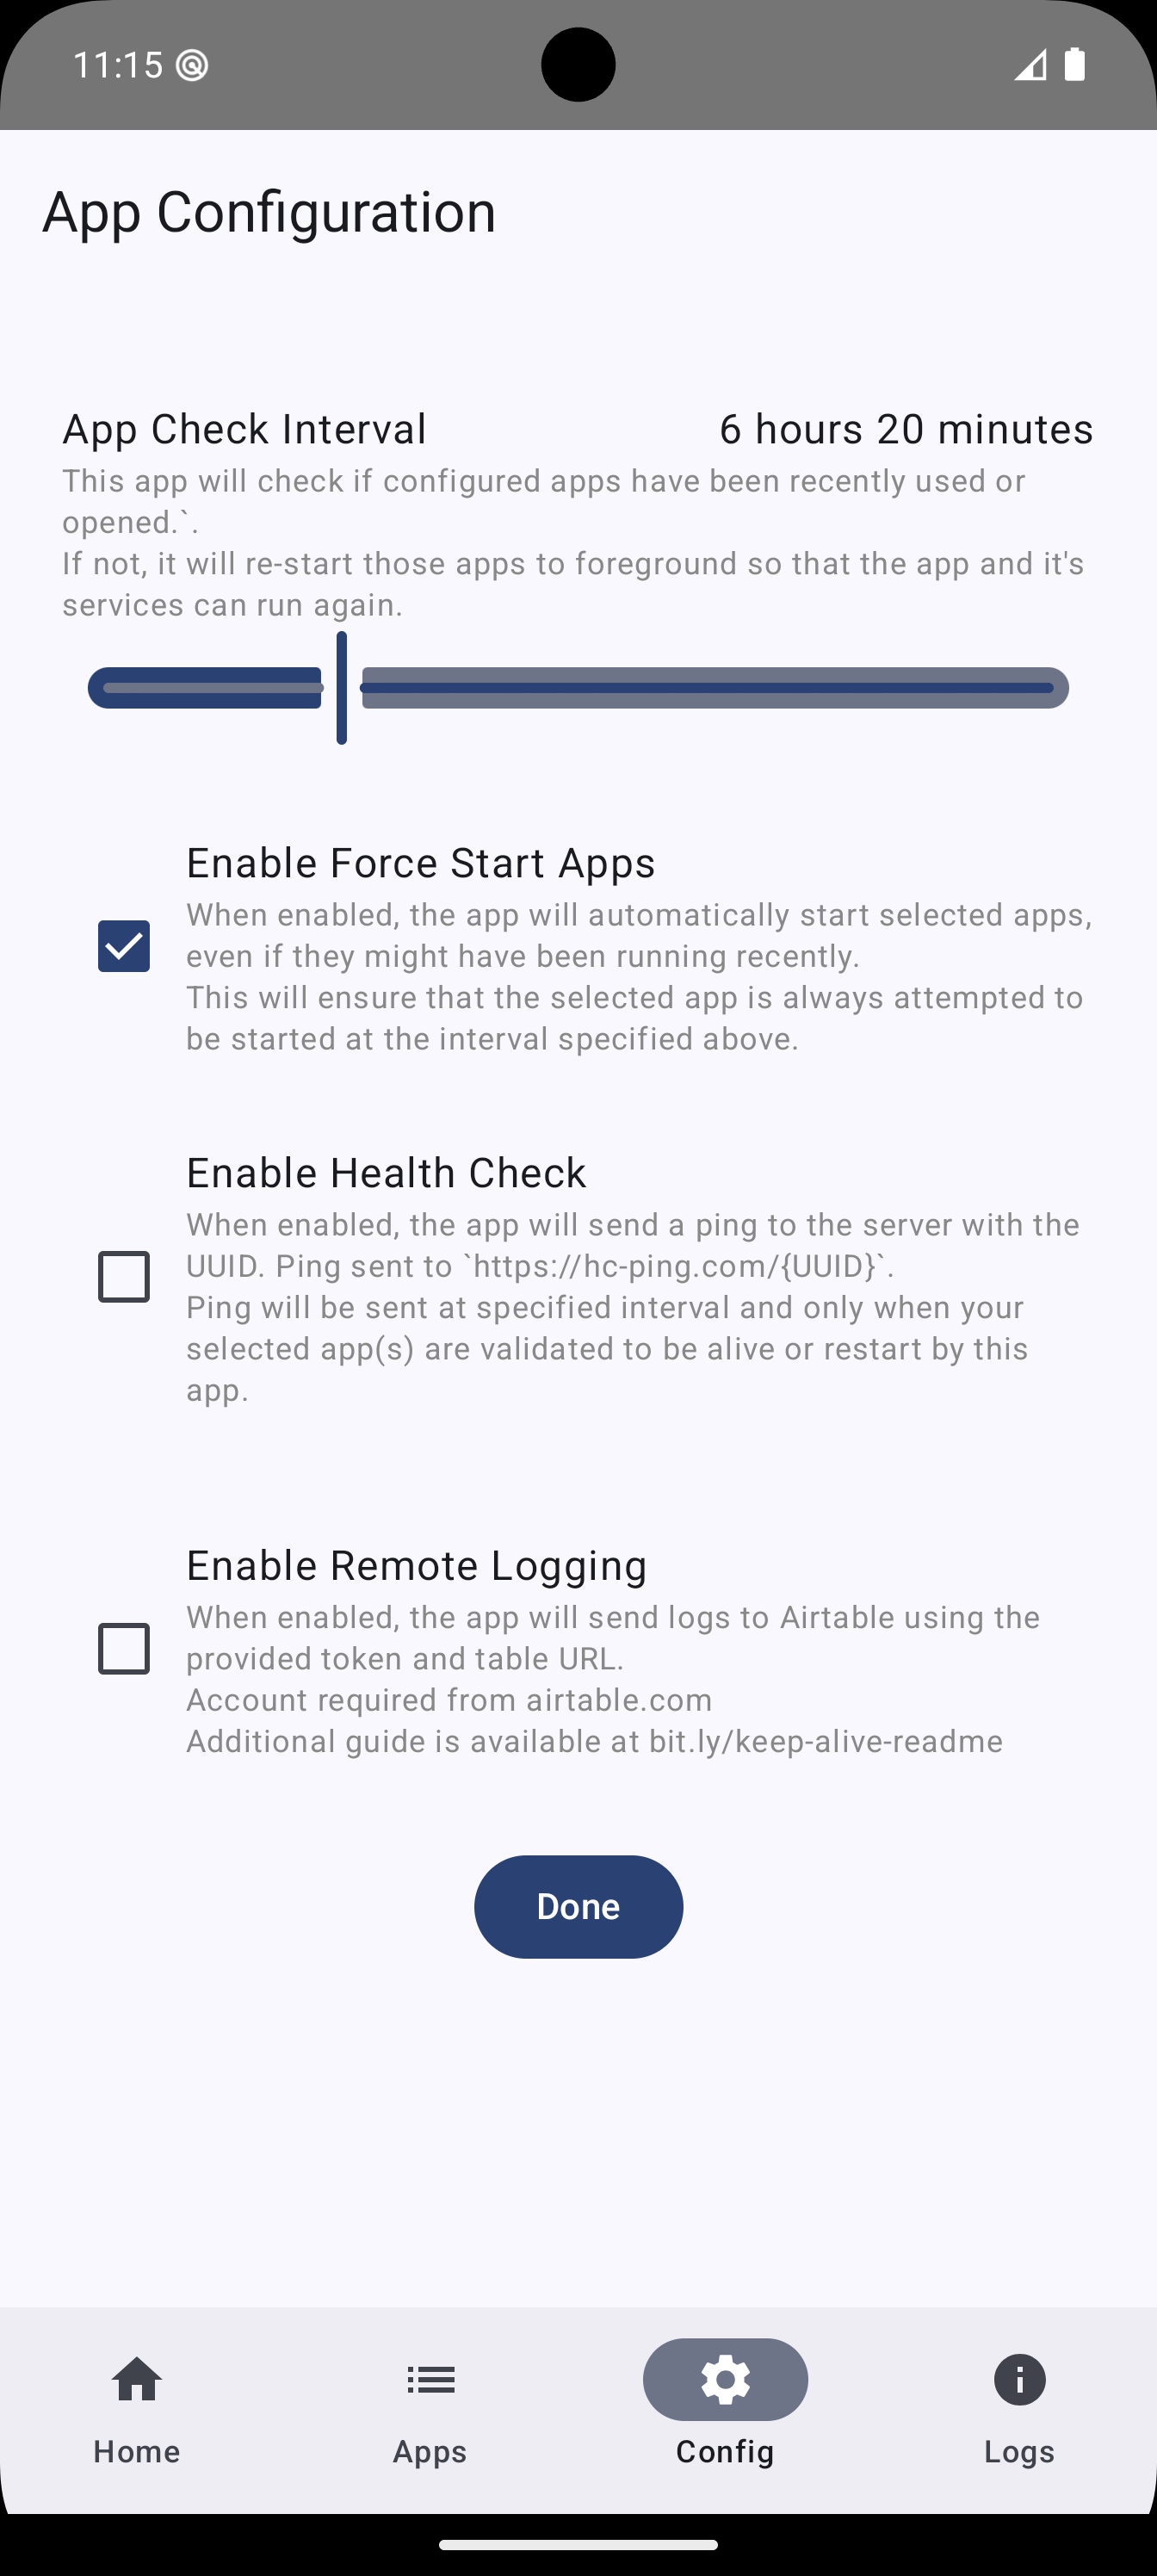 11:15
App Configuration
App Check Interval
6 hours 20 minutes
This app will check if configured apps have been recently used or
opened.`.
If not, it will re-start those apps to foreground so that the app and it's
services can run again.
Enable Force Start Apps
When enabled, the app will automatically start selected apps,
even if they might have been running recently.
This will ensure that the selected app is always attempted to
be started at the interval specified above.
Enable Health Check
When enabled, the app will send a ping to the server with the
UUID. Ping sent to `https://hc-ping.com/{UUID}`.
Ping will be sent at specified interval and only when your
selected app(s) are validated to be alive or restart by this
app.
Enable Remote Logging
When enabled, the app will send logs to Airtable using the
provided token and table URL.
Account required from airtable.com
Additional guide is available at bit.ly/keep-alive-readme
Done
Home
Apps
Config
Logs